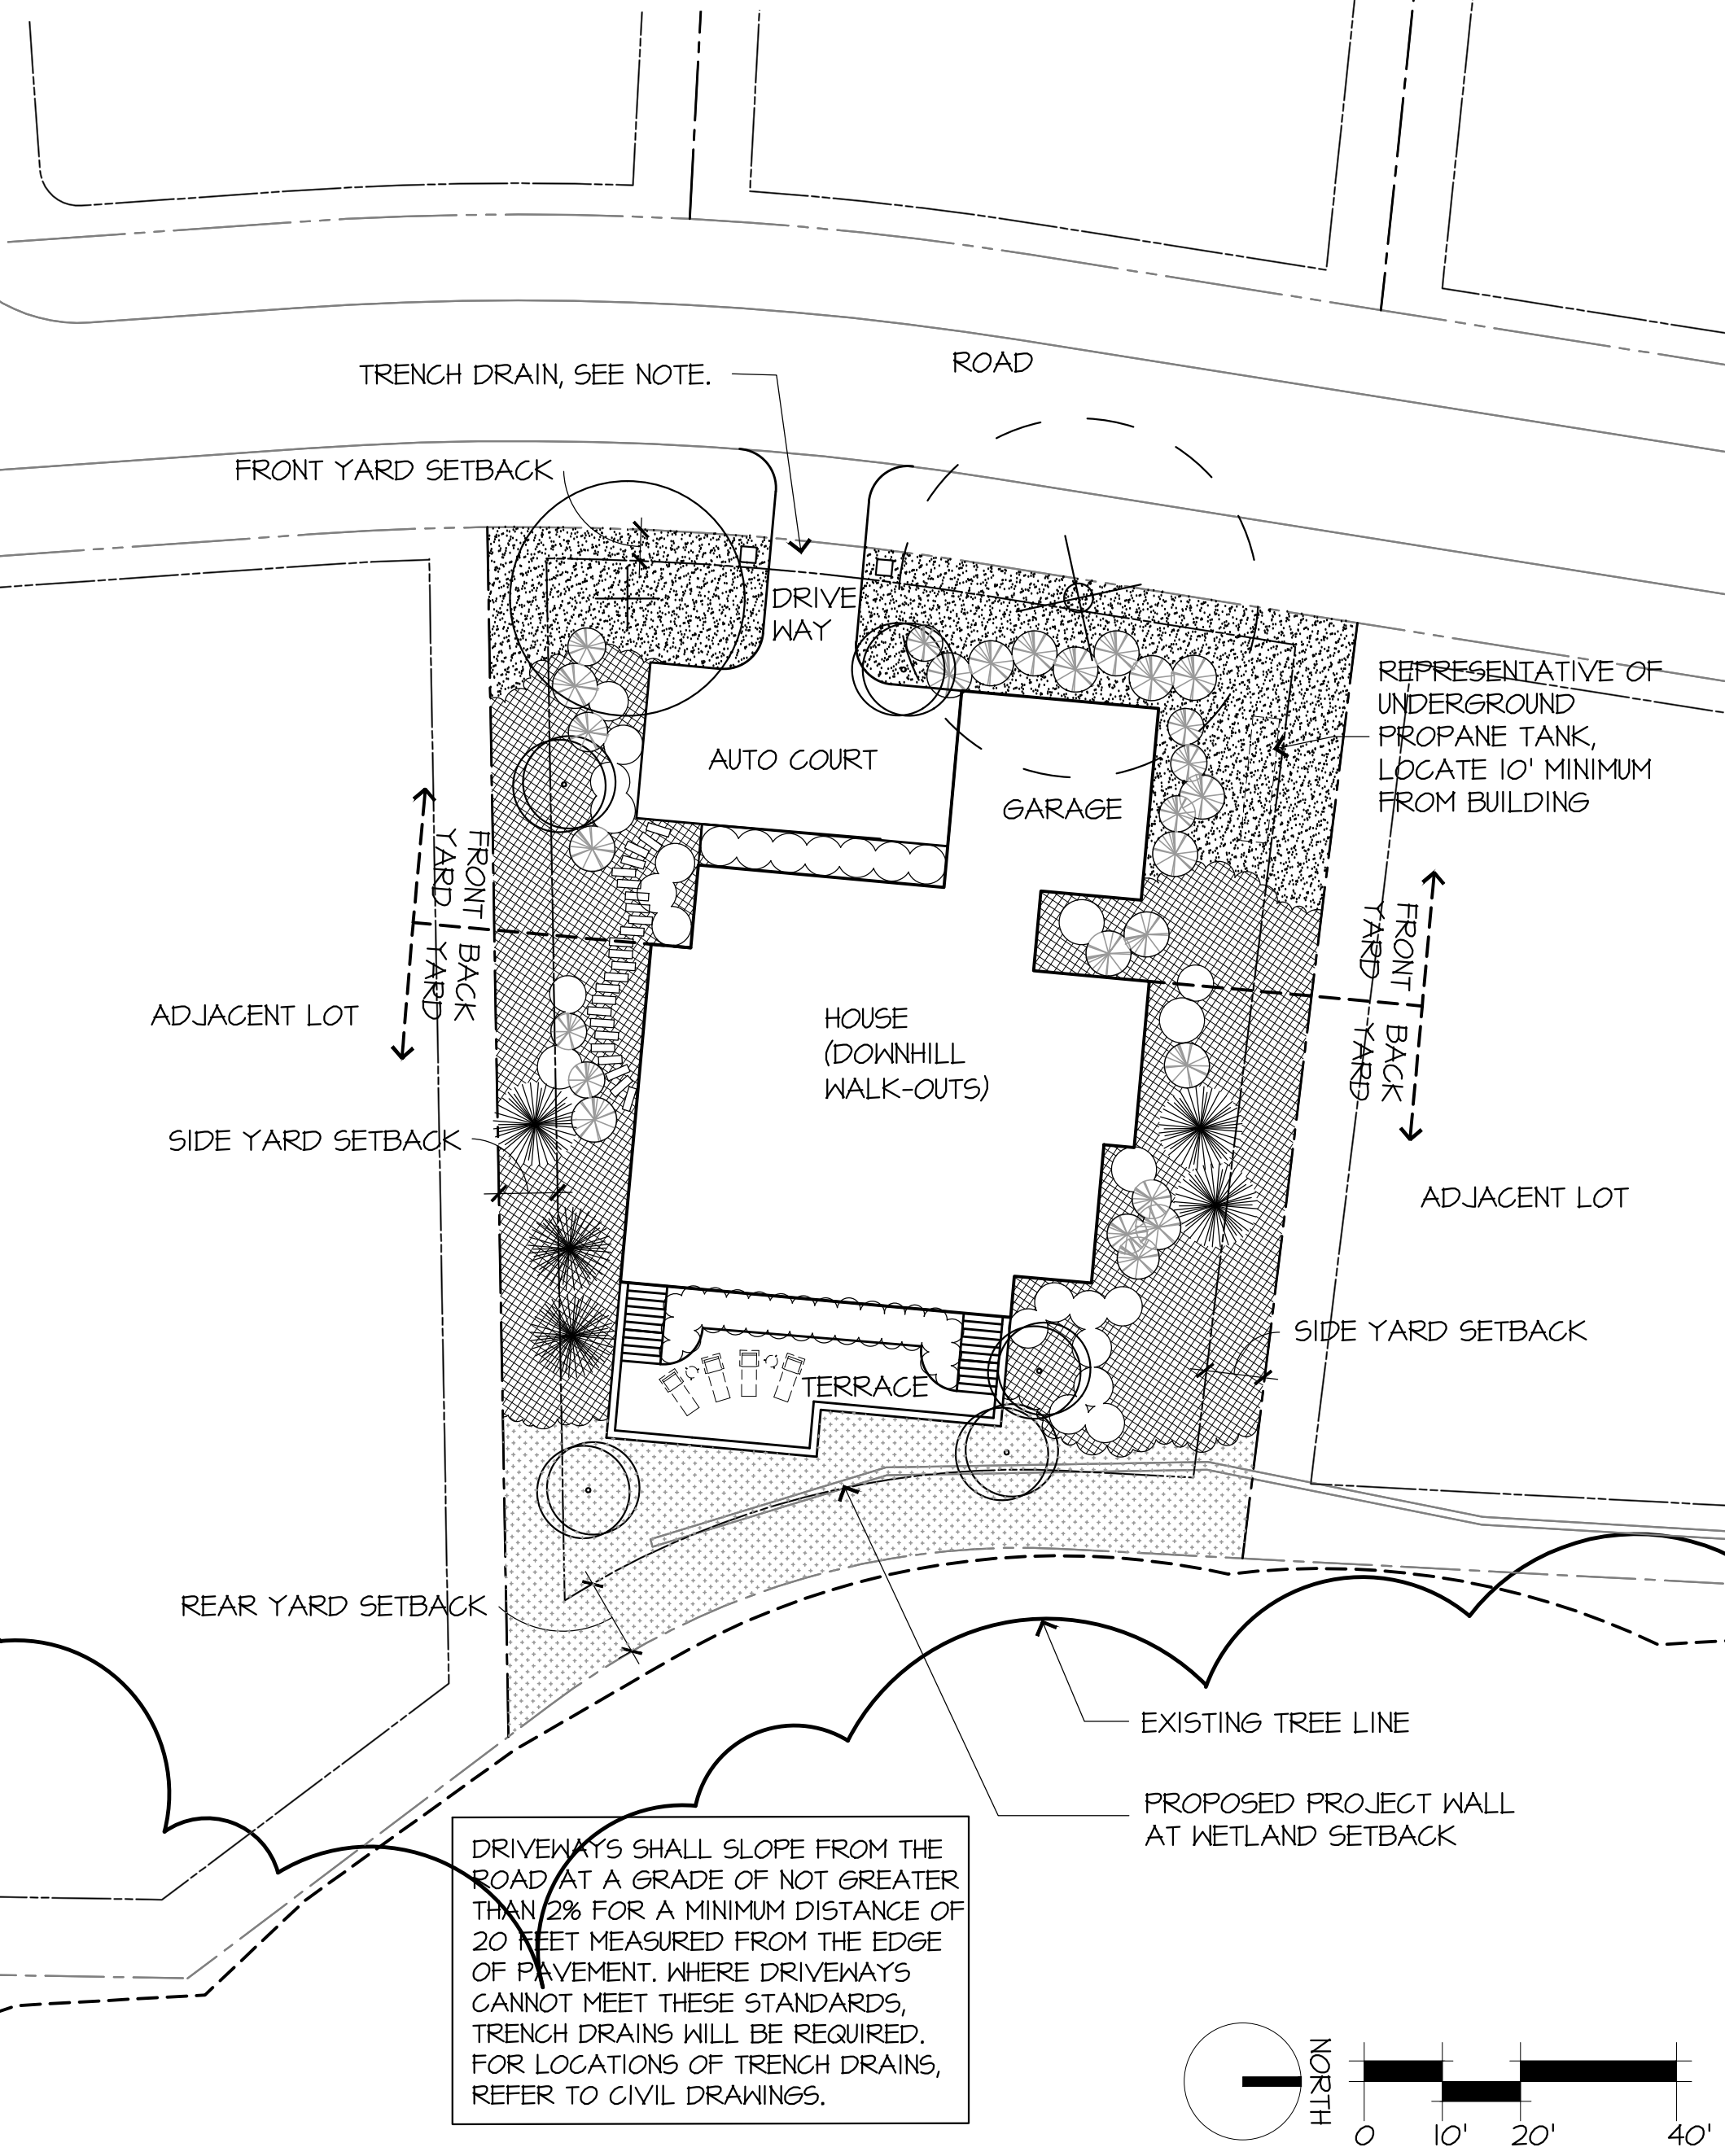 ROAD
TRENCH DRAIN, SEE NOTE.
FRONT YARD SETBACK
DRIVE
WAY
REPRESENTATIVE OF
UNDERGROUND
PROPANE TANK,
LOCATE 10' MINIMUM
FROM BUILDING
AUTO COURT
GARAGE
FRONT
YARD
BACK
YARD
FRONT
YARD
BACK
YARD
ADJACENT LOT
HOUSE
(DOWNHILL
WALK-OUTS)
SIDE YARD SETBACK
ADJACENT LOT
SIDE YARD SETBACK
TERRACE
REAR YARD SETBACK
EXISTING TREE LINE
PROPOSED PROJECT WALL
AT WETLAND SETBACK
DRIVEWAYS SHALL SLOPE FROM THE
ROAD AT A GRADE OF NOT GREATER
THAN 2% FOR A MINIMUM DISTANCE OF
20 FEET MEASURED FROM THE EDGE
OF PAVEMENT. WHERE DRIVEWAYS
CANNOT MEET THESE STANDARDS,
TRENCH DRAINS WILL BE REQUIRED.
FOR LOCATIONS OF TRENCH DRAINS,
REFER TO CIVIL DRAWINGS.
NORTH
0 10' 20' 40'